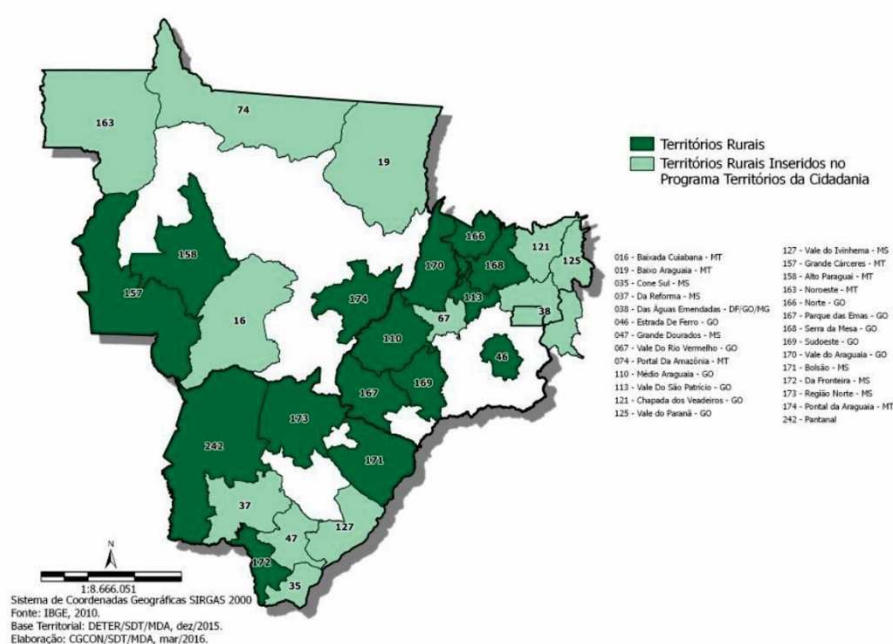 74
163
19
Territórios Rurais
Territórios Rurais Inseridos no
Programa Territórios da Cidadania
166
121
158
170
168
125
157
174
113
16
67
38
110
46
167
169
173
242
171
37
127
47
172
35
016 - Baixada Cuiabana - MT
019 - Baixo Araguaia - MT
035 - Cone Sul - MS
037 - Da Reforma - MS
038 - Das Águas Emendadas - DF/GO/MG
046 - Estrada De Ferro - GO
047 - Grande Dourados - MS
067 - Vale Do Rio Vermelho - GO
074 - Portal Da Amazônia - MT
110 - Médio Araguaia - GO
113 - Vale Do São Patrício - GO
121 - Chapada dos Veadeiros - GO
125 - Vale do Paranã - GO
127 - Vale do Ivinhema - MS
157 - Grande Cárceres - MT
158 - Alto Paraguai - MT
163 - Noroeste - MT
166 - Norte - GO
167 - Parque das Emas - GO
168 - Serra da Mesa - GO
169 - Sudoeste - GO
170 - Vale do Araguaia - GO
171 - Bolsão - MS
172 - Da Fronteira - MS
173 - Região Norte - MS
174 - Pontal da Araguaia - MT
242 - Pantanal
N
1:8.666.051
Sistema de Coordenadas Geográficas SIRGAS 2000
Fonte: IBGE, 2010.
Base Territorial: DETER/SDT/MDA, dez/2015.
Elaboração: CGCON/SDT/MDA, mar/2016.